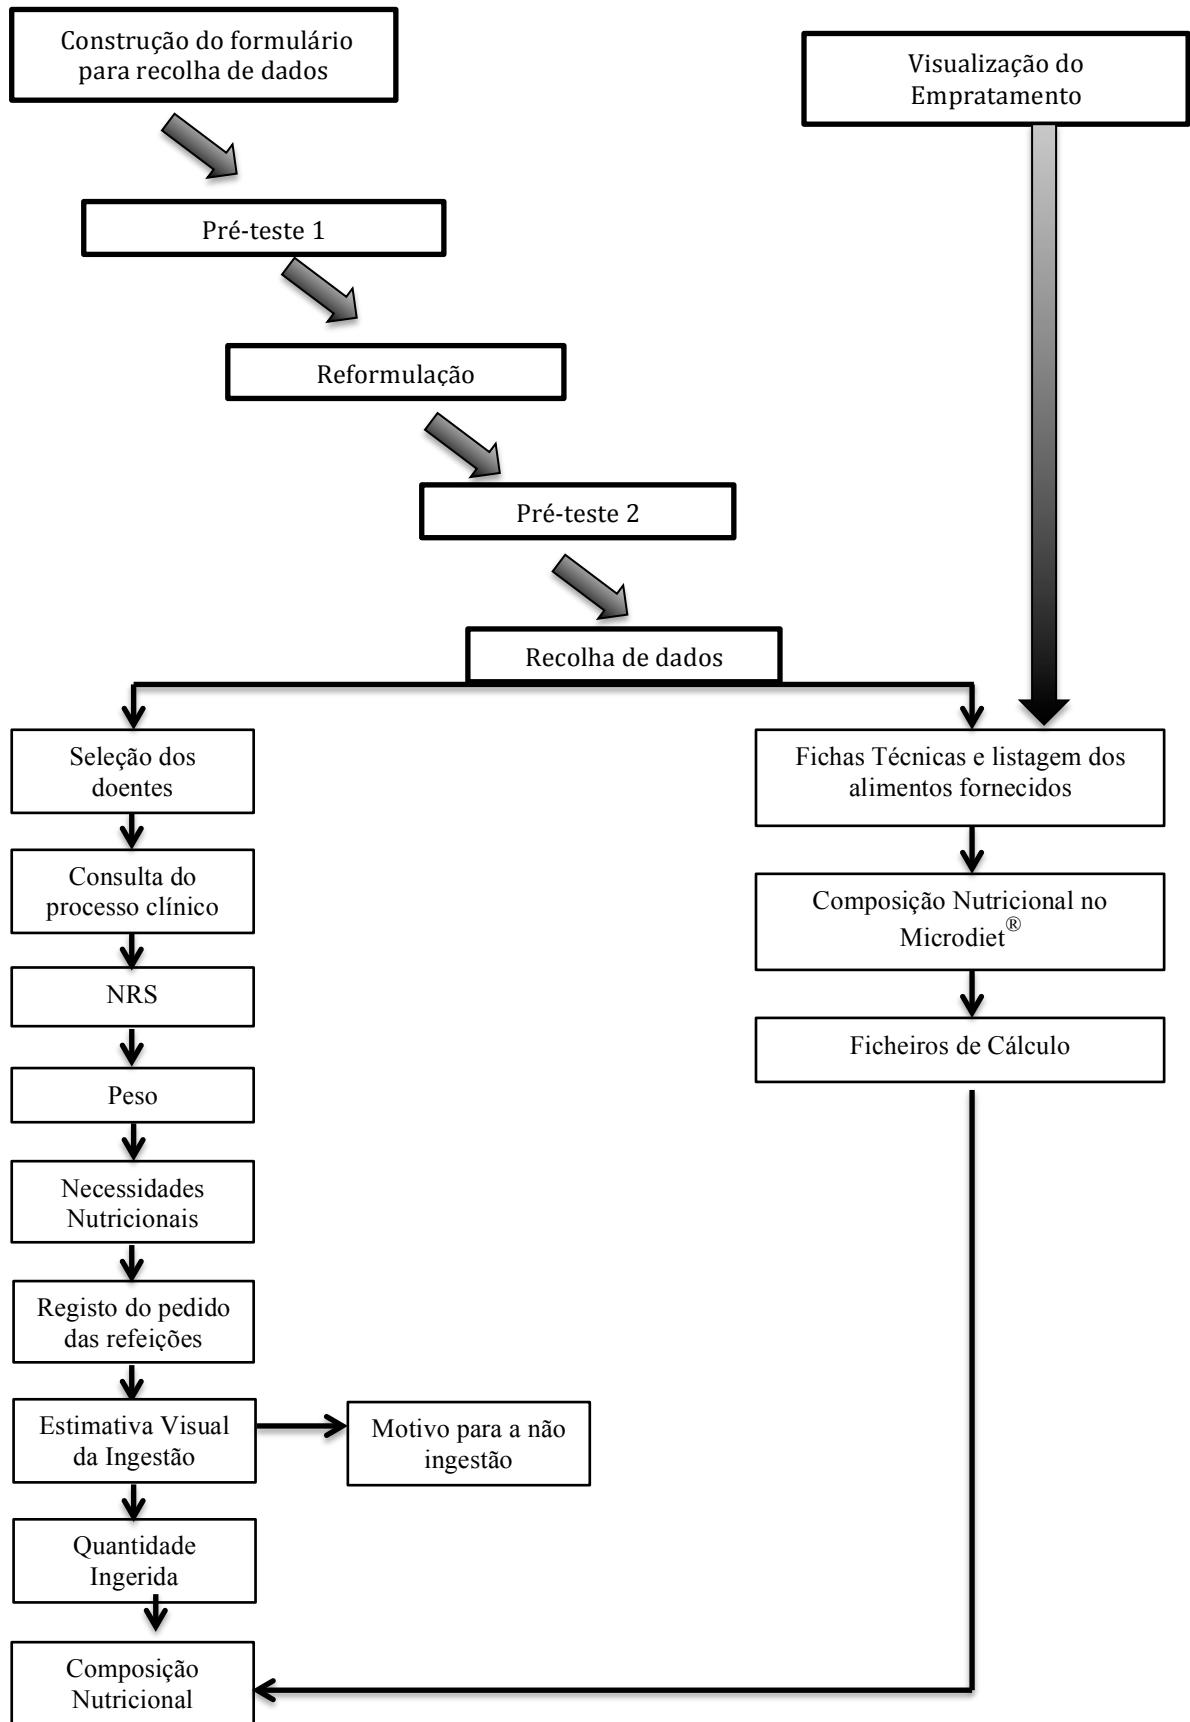 Construção do formulário
para recolha de dados
Visualização do
Empratamento
Pré-teste 1
Reformulação
Pré-teste 2
Recolha de dados
Seleção dos
doentes
Consulta do
processo clínico
NRS
Peso
Necessidades
Nutricionais
Registo do pedido
das refeições
Estimativa Visual
da Ingestão
Motivo para a não
ingestão
Quantidade
Ingerida
Composição
Nutricional
Fichas Técnicas e listagem dos
alimentos fornecidos
Composição Nutricional no
Microdiet®
Ficheiros de Cálculo